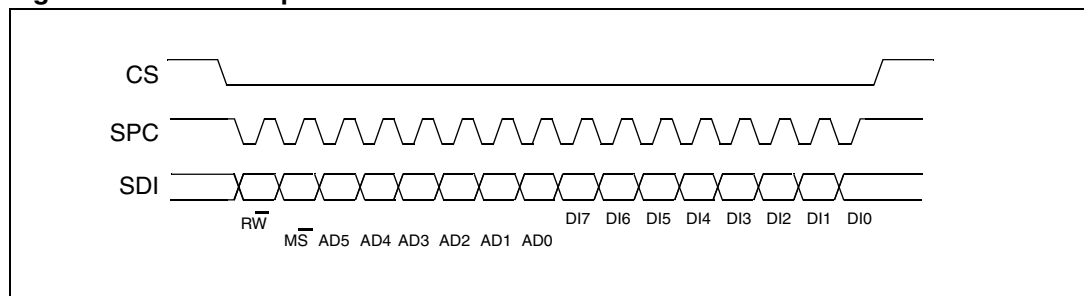 CS
SPC
SDI
RW̅ DI7 DI6 DI5 DI4 DI3 DI2 DI1 DI0
MS̅ AD5 AD4 AD3 AD2 AD1 AD0